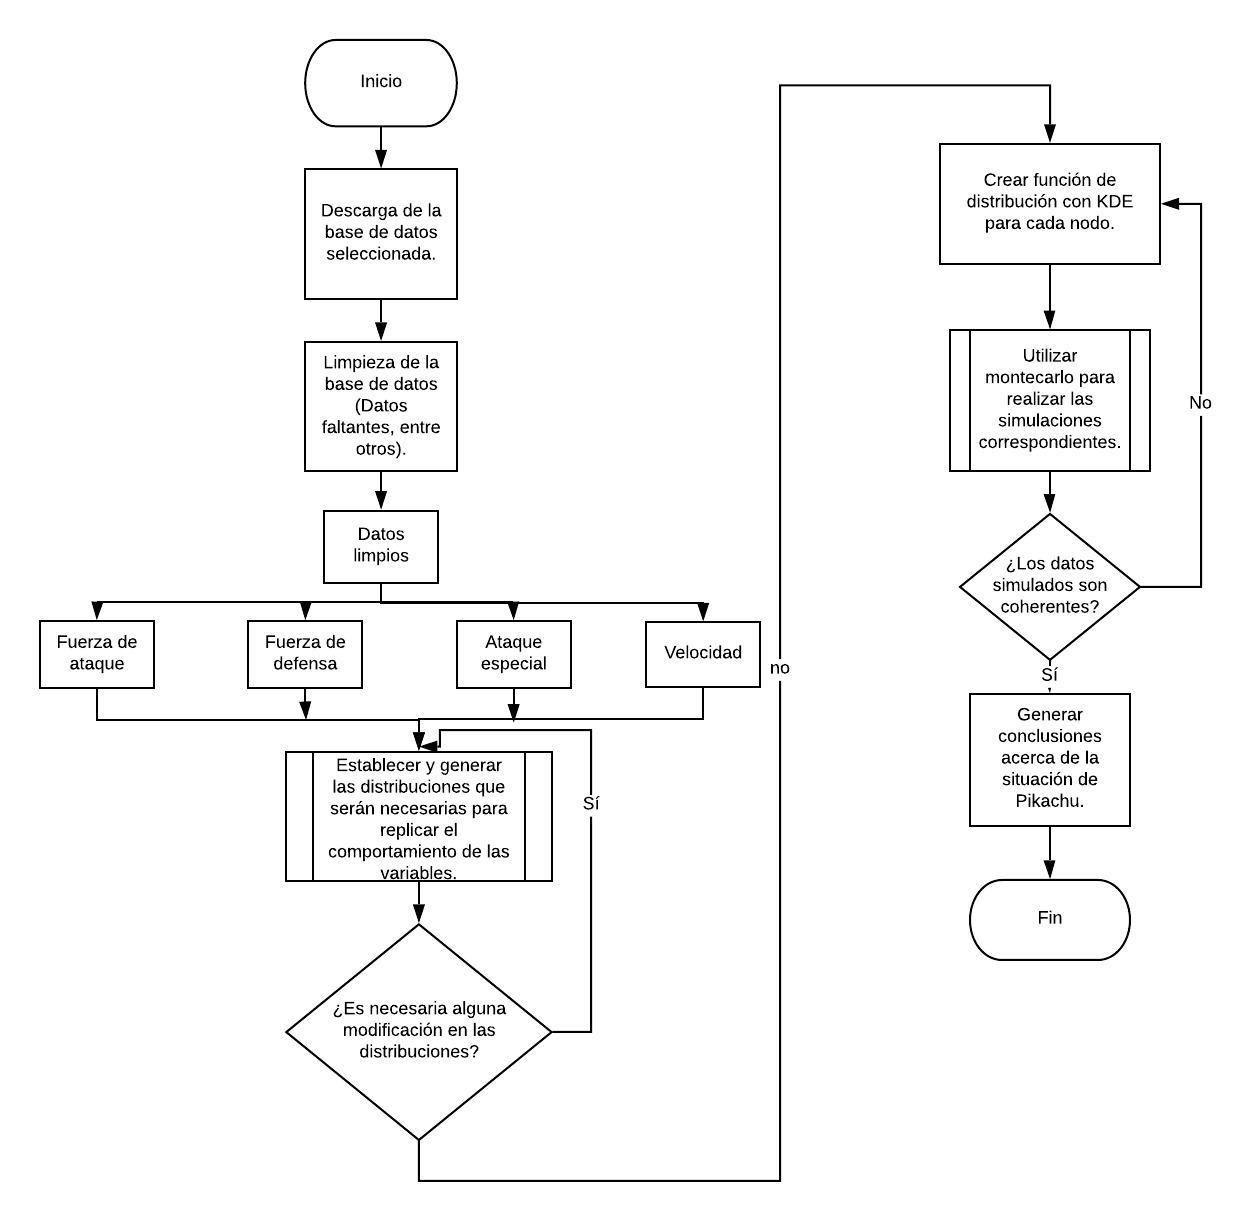 Inicio
Descarga de la
base de datos
seleccionada.
Limpieza de la
base de datos
(Datos
faltantes, entre
otros).
Datos
limpios
Fuerza de
ataque
Fuerza de
defensa
Ataque
especial
Velocidad
Establecer y generar
las distribuciones que
serán necesarias para
replicar el
comportamiento de las
variables.
Sí
¿Es necesaria alguna
modificación en las
distribuciones?
no
Crear función de
distribución con KDE
para cada nodo.
Utilizar
montecarlo para
realizar las
simulaciones
correspondientes.
No
¿Los datos
simulados son
coherentes?
Sí
Generar
conclusiones
acerca de la
situación de
Pikachu.
Fin